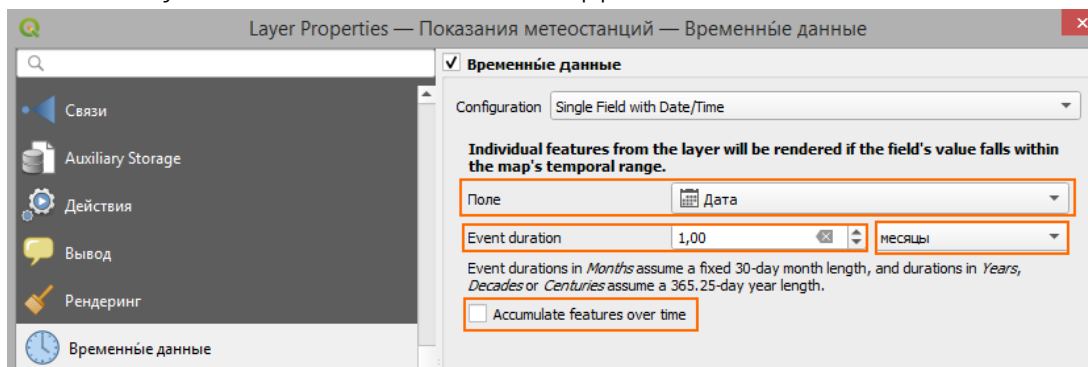 Layer Properties — Показания метеостанций — Временны́е данные
Временны́е данные
Связи
Configuration Single Field with Date/Time
Auxiliary Storage
Individual features from the layer will be rendered if the field's value falls within
the map's temporal range.
Действия
Поле Дата
Вывод
Event duration 1,00 месяцы
Event durations in Months assume a fixed 30-day month length, and durations in Years,
Decades or Centuries assume a 365.25-day year length.
Рендеринг
Accumulate features over time
Временны́е данные